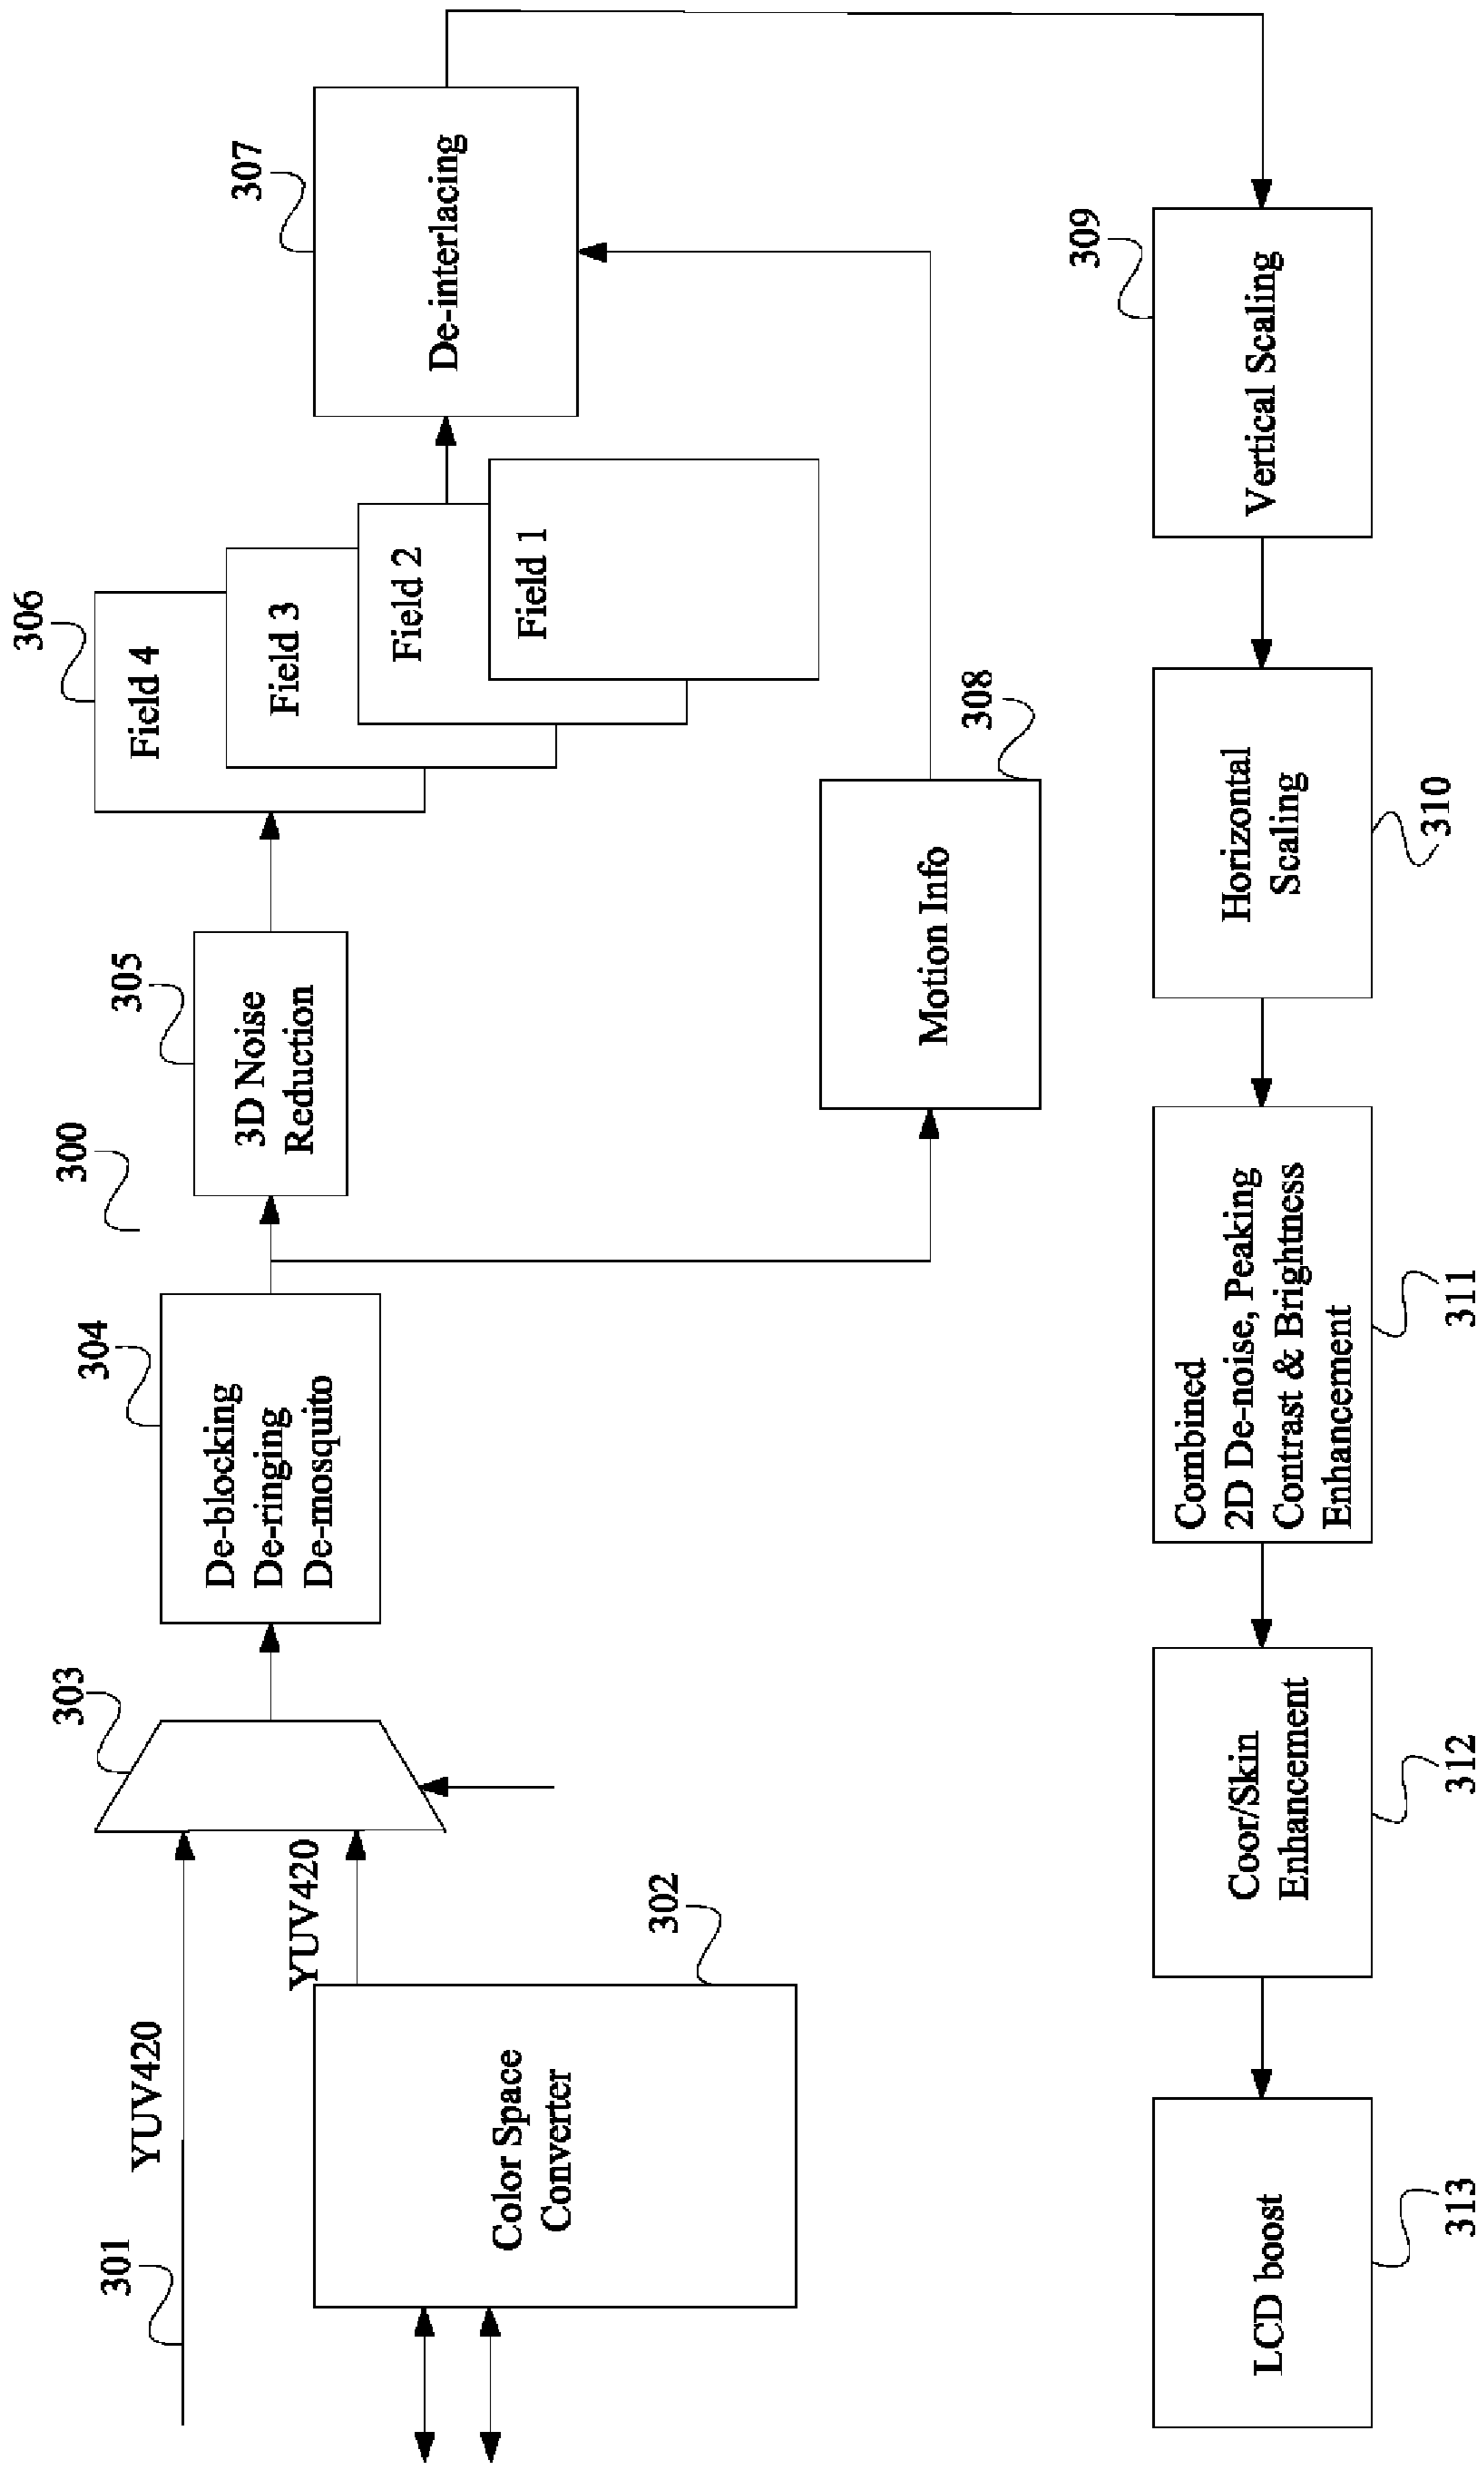 300
301
YUV420
YUV420
302
Color Space
Converter
303
304
De-blocking
De-ringing
De-mosquito
305
3D Noise
Reduction
306
Field 4
Field 3
Field 2
Field 1
307
De-interlacing
308
Motion Info
309
Vertical Scaling
310
Horizontal
Scaling
311
Combined
2D De-noise, Peaking
Contrast & Brightness
Enhancement
312
Coor/Skin
Enhancement
313
LCD boost